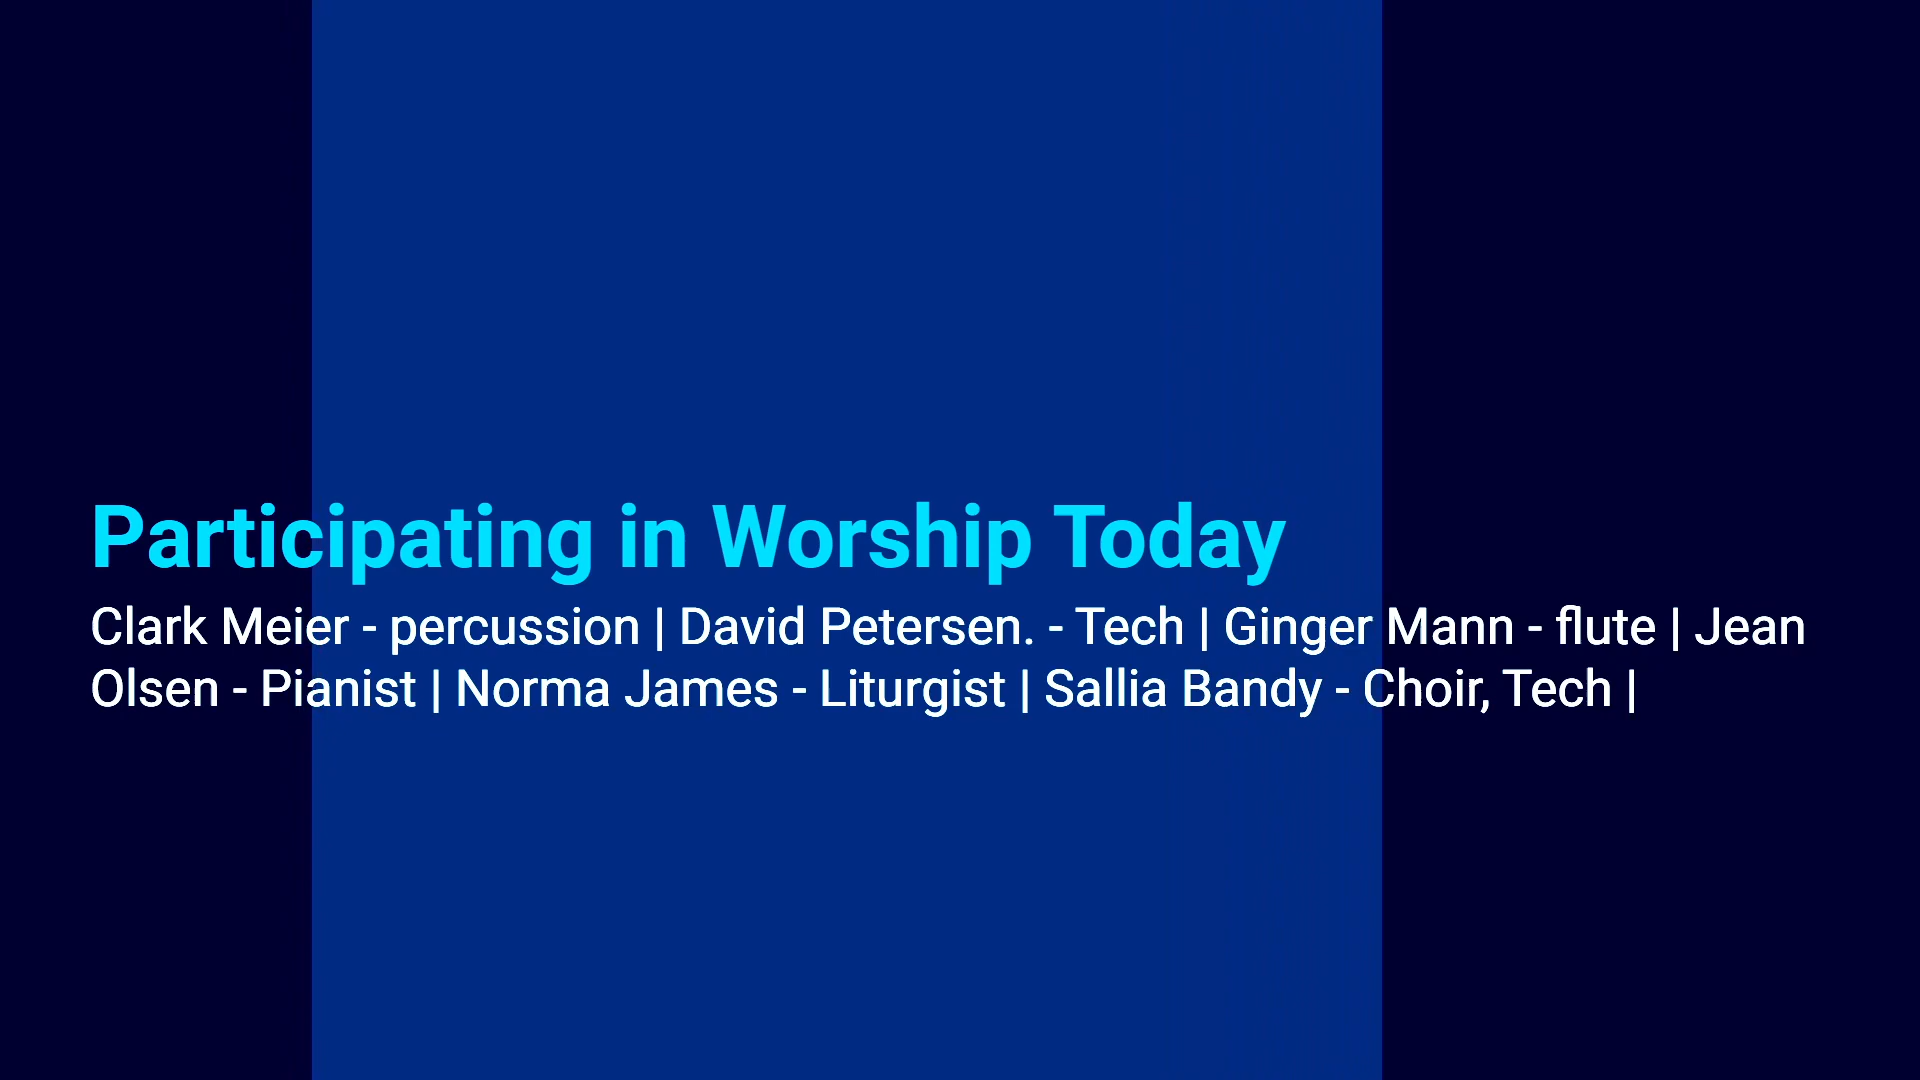 Participating in Worship Today
Clark Meier - percussion | David Petersen. - Tech | Ginger Mann - flute | Jean
Olsen - Pianist | Norma James - Liturgist | Sallia Bandy - Choir, Tech |